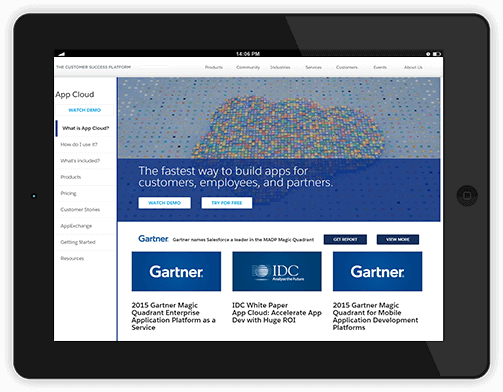 14:06 PM
THE CUSTOMER SUCCESS PLATFORM
Products Community Industries Services Customers Events About Us
App Cloud
WATCH DEMO
What is App Cloud?
How do I use it?
What's included?
Products
Pricing
Customer Stories
AppExchange
Getting Started
Resources
The fastest way to build apps for
customers, employees, and partners.
WATCH DEMO TRY FOR FREE
Gartner Gartner names Salesforce a leader in the MADP Magic Quadrant GET REPORT VIEW MORE
Gartner
IDC
Analyze the Future
Gartner
2015 Gartner Magic
Quadrant Enterprise
Application Platform as a
Service
IDC White Paper
App Cloud: Accelerate App
Dev with Huge ROI
2015 Gartner Magic
Quadrant for Mobile
Application Development
Platforms